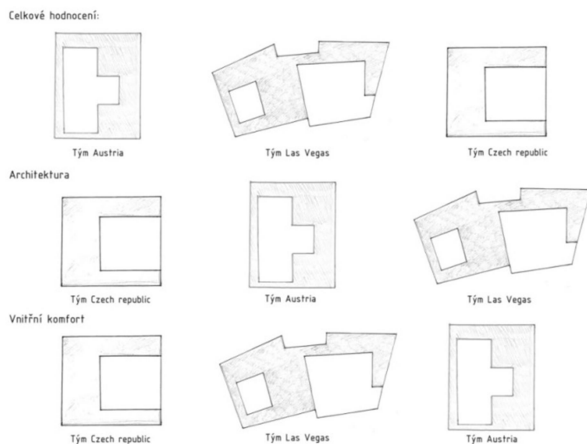 Celkové hodnocení:
Tým Austria
Tým Las Vegas
Tým Czech republic
Architektura
Tým Czech republic
Tým Austria
Tým Las Vegas
Vnitřní komfort
Tým Czech republic
Tým Las Vegas
Tým Austria